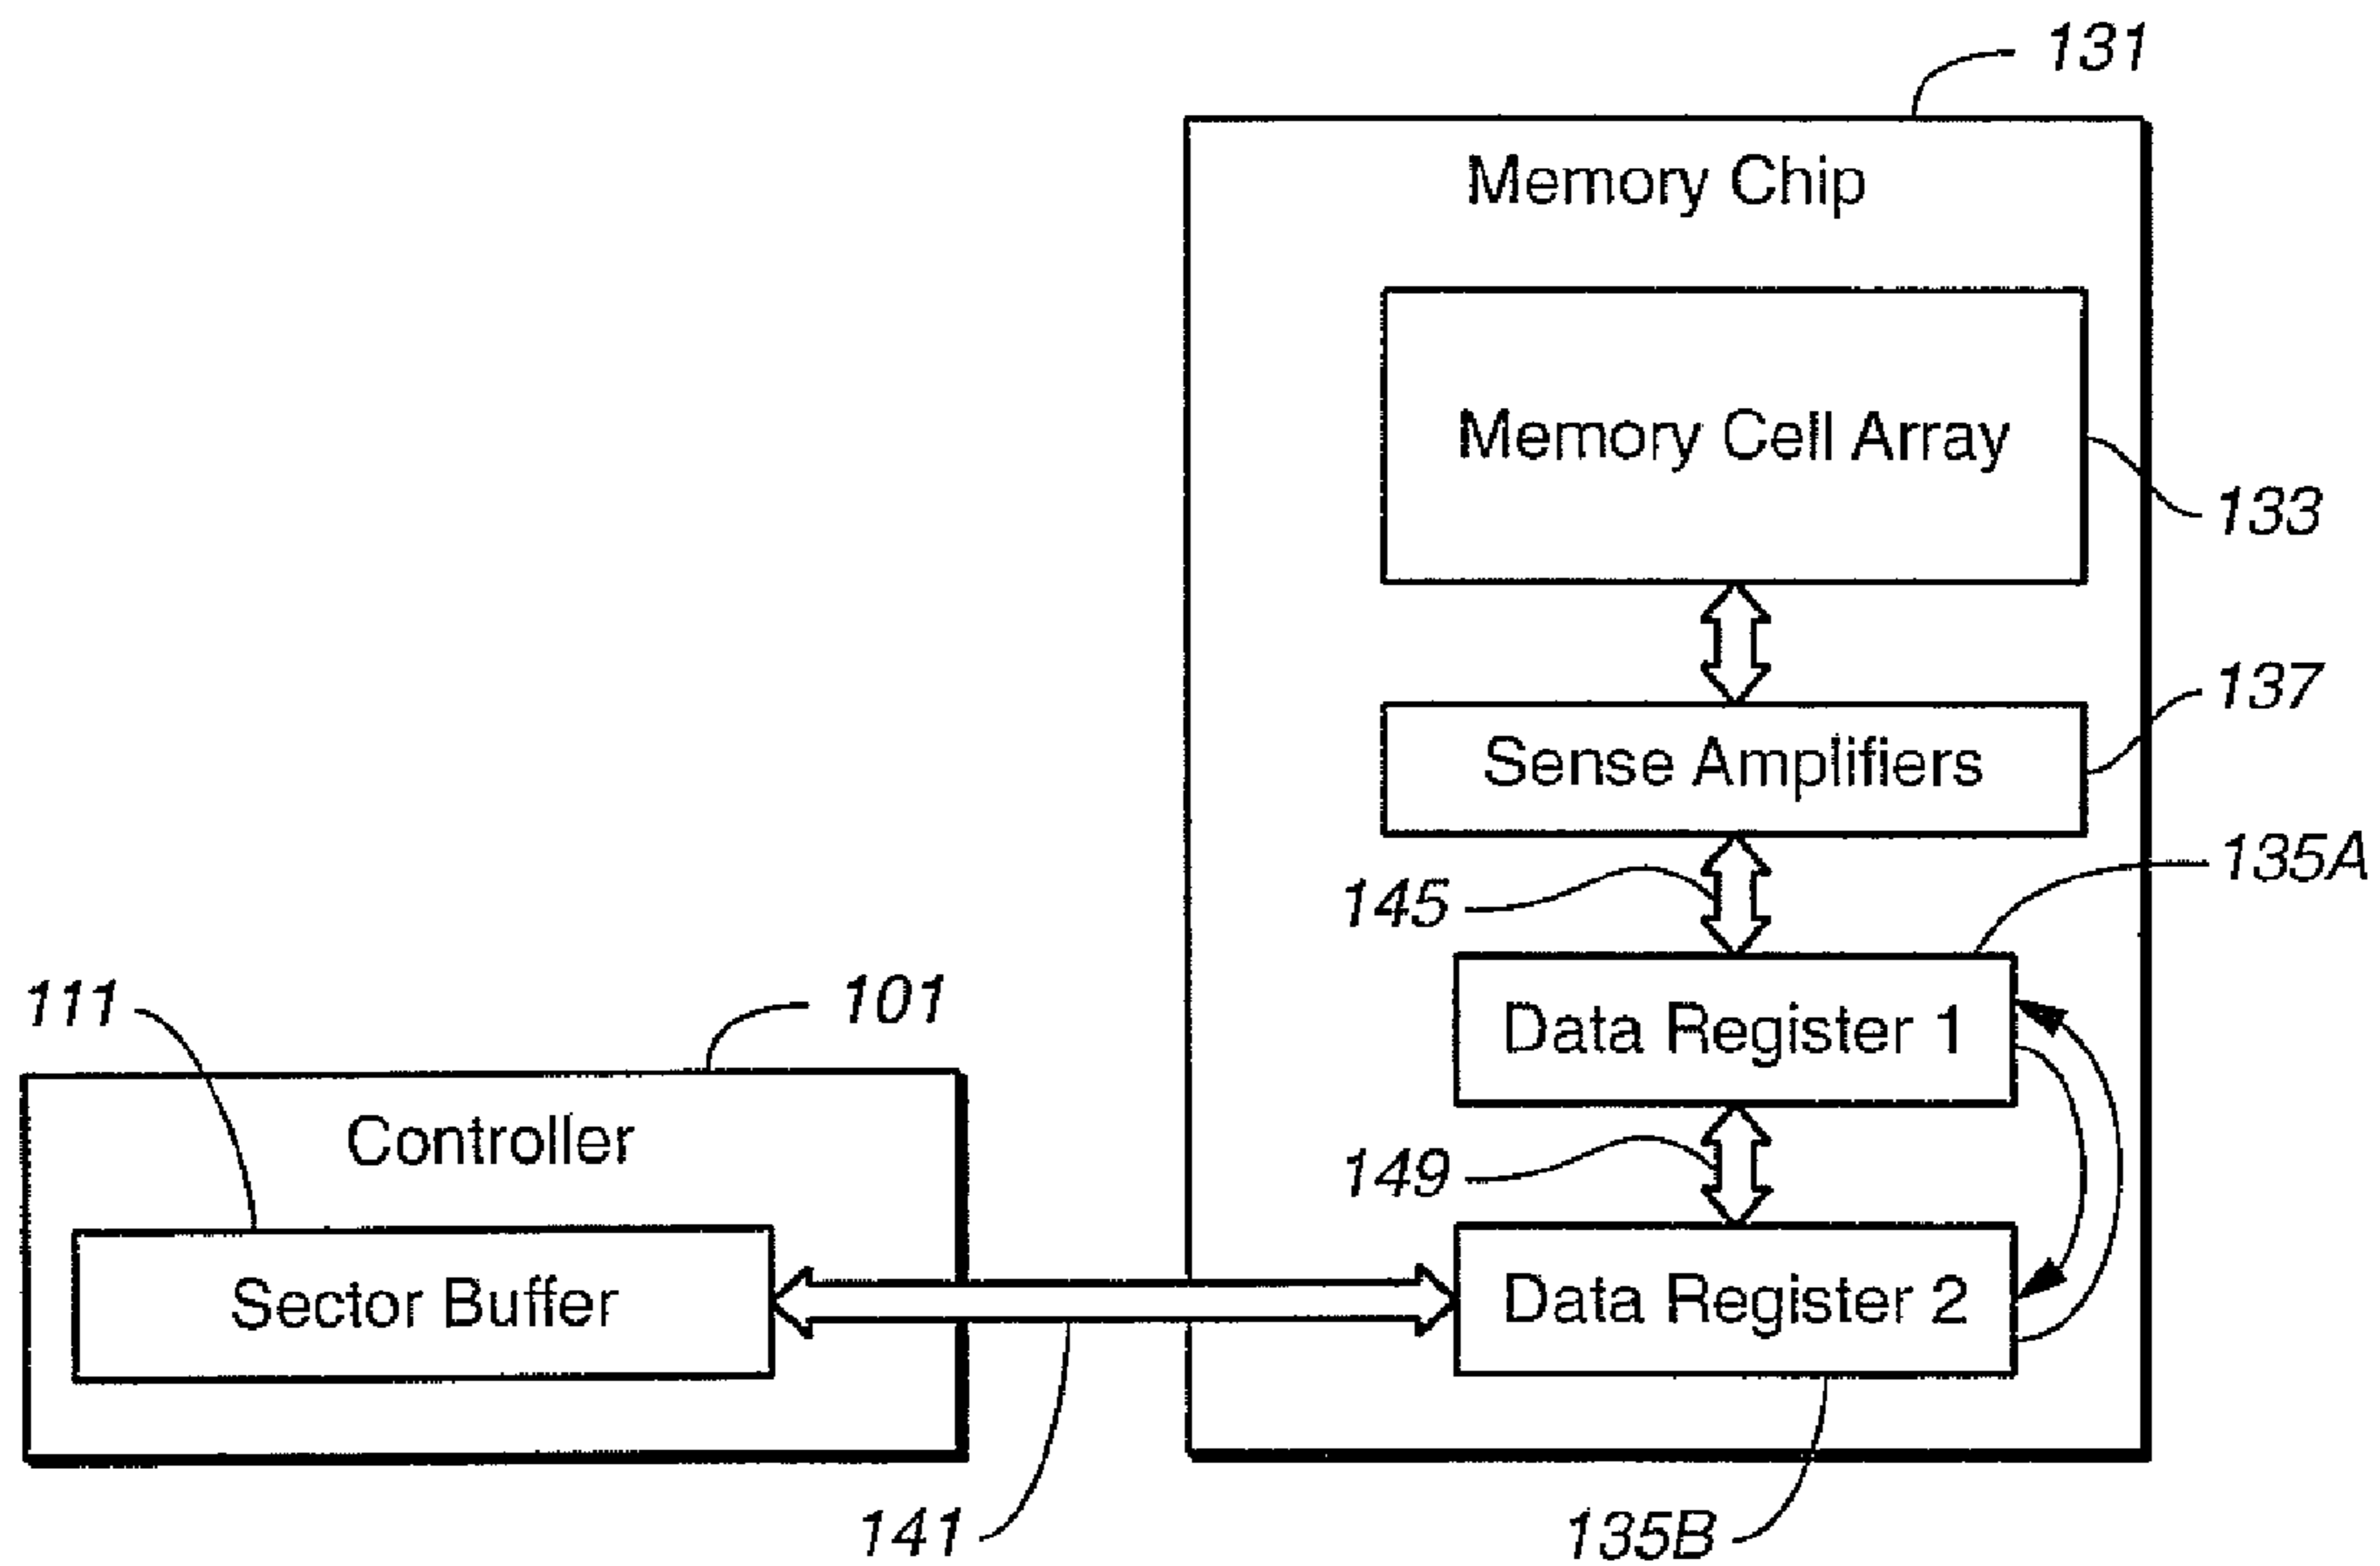 131
Memory Chip
Memory Cell Array
133
137
Sense Amplifiers
135A
145
Data Register 1
111
101
Controller
149
Sector Buffer
Data Register 2
141
135B